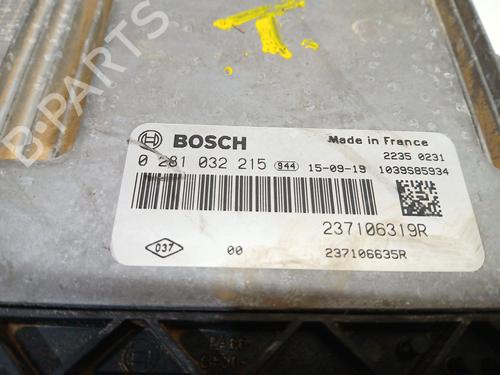 T
B-PARTS
BOSCH
Made in France
0 281 032 215 944 15-09-19
2235 0231
1039S85934
237106319R
037 00 237106635R